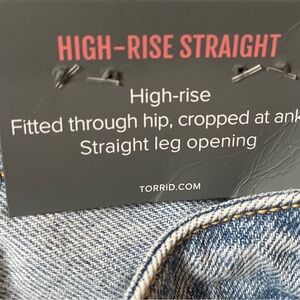 HIGH-RISE STRAIGHT
High-rise
Fitted through hip, cropped at ank
Straight leg opening
TORRID.COM